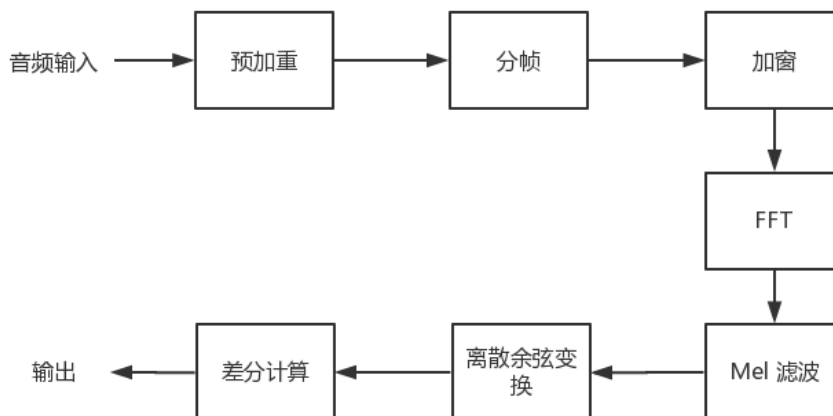 音频输入
预加重
分帧
加窗
FFT
Mel 滤波
离散余弦变
换
差分计算
输出